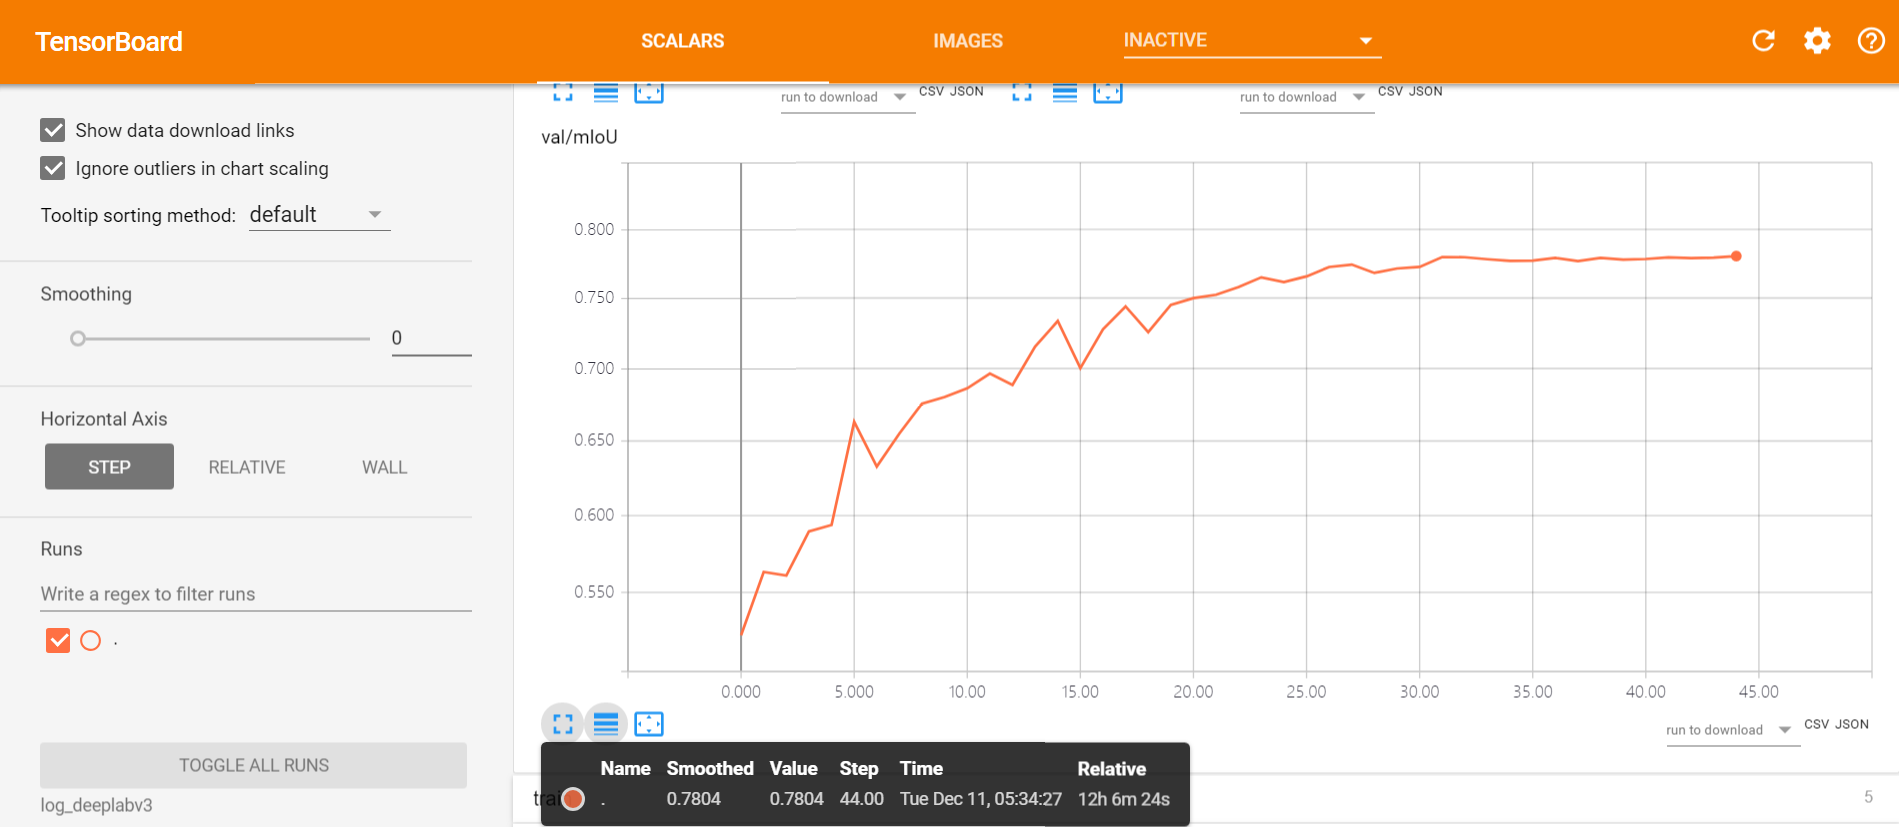 TensorBoard
SCALARS
IMAGES
INACTIVE
Show data download links
Ignore outliers in chart scaling
Tooltip sorting method: default
Smoothing
0
Horizontal Axis
STEP RELATIVE WALL
Runs
Write a regex to filter runs
.
TOGGLE ALL RUNS
log_deeplabv3
run to download CSV JSON
run to download CSV JSON
val/mIoU
0.800
0.750
0.700
0.650
0.600
0.550
0.000 5.000 10.00 15.00 20.00 25.00 30.00 35.00 40.00 45.00
run to download CSV JSON
Name Smoothed Value Step Time Relative
. 0.7804 0.7804 44.00 Tue Dec 11, 05:34:27 12h 6m 24s
5